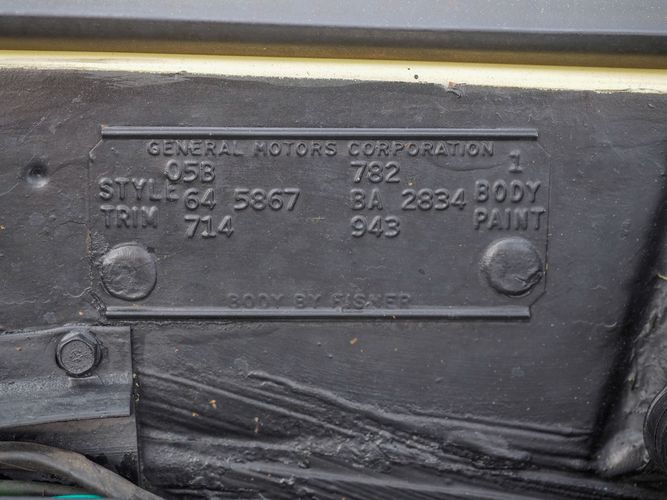 GENERAL MOTORS CORPORATION
05B 782 1
STYLE 64 5867 BA 2834 BODY
TRIM 714 943 PAINT
BODY BY FISHER